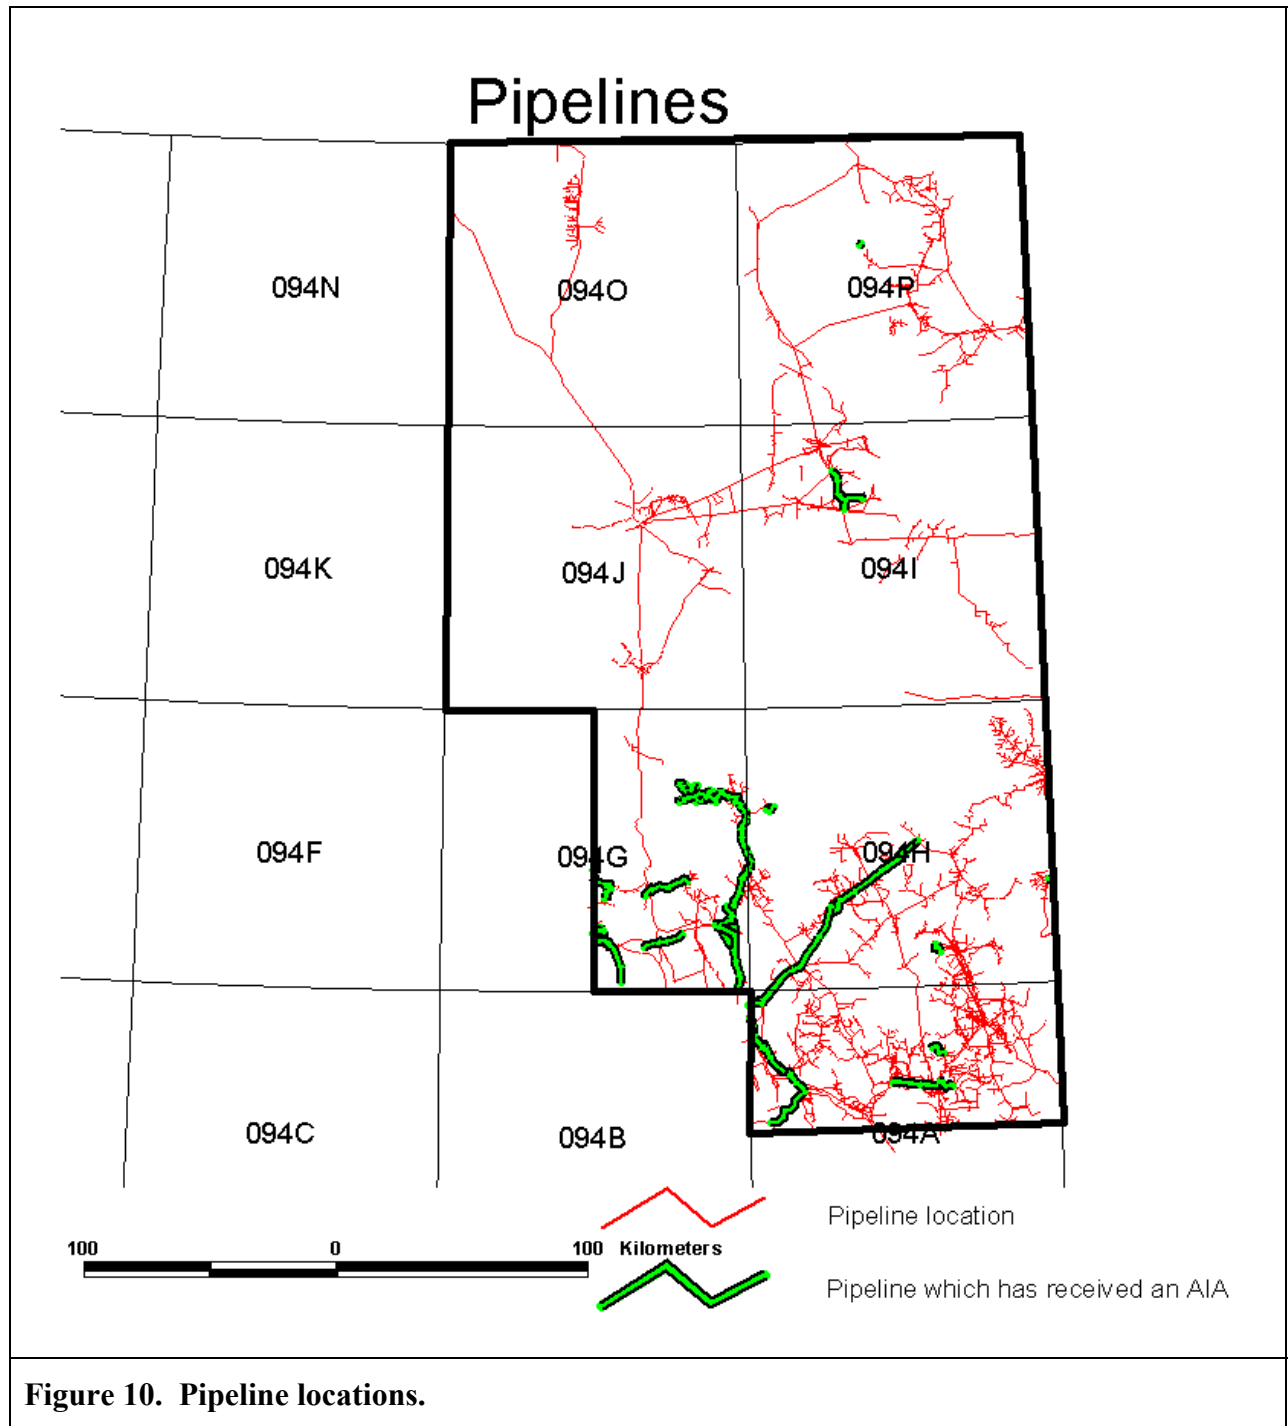 Pipelines
094N
094O
094P
094K
094J
094I
094F
094G
094H
094C
094B
094A
Pipeline location
100 0 100 Kilometers
Pipeline which has received an AIA
Figure 10. Pipeline locations.